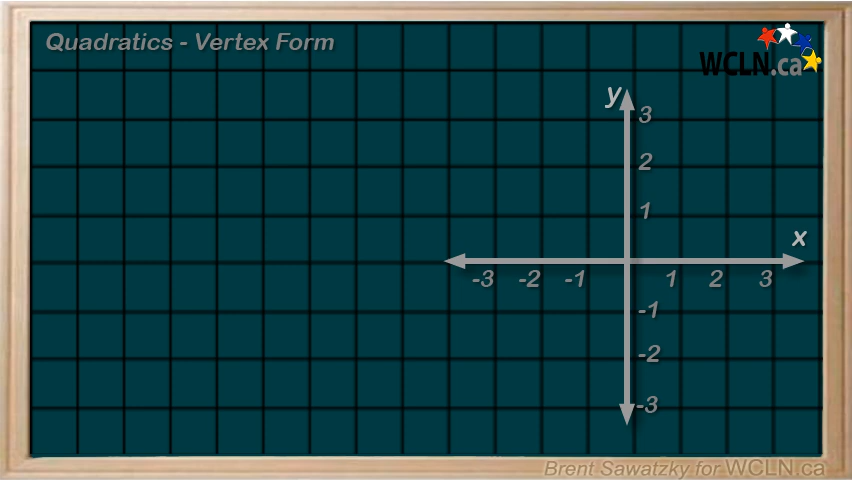 Quadratics - Vertex Form
WCLN.ca
y
3
2
1
x
-3 -2 -1 1 2 3
-1
-2
-3
Brent Sawatzky for WCLN.ca